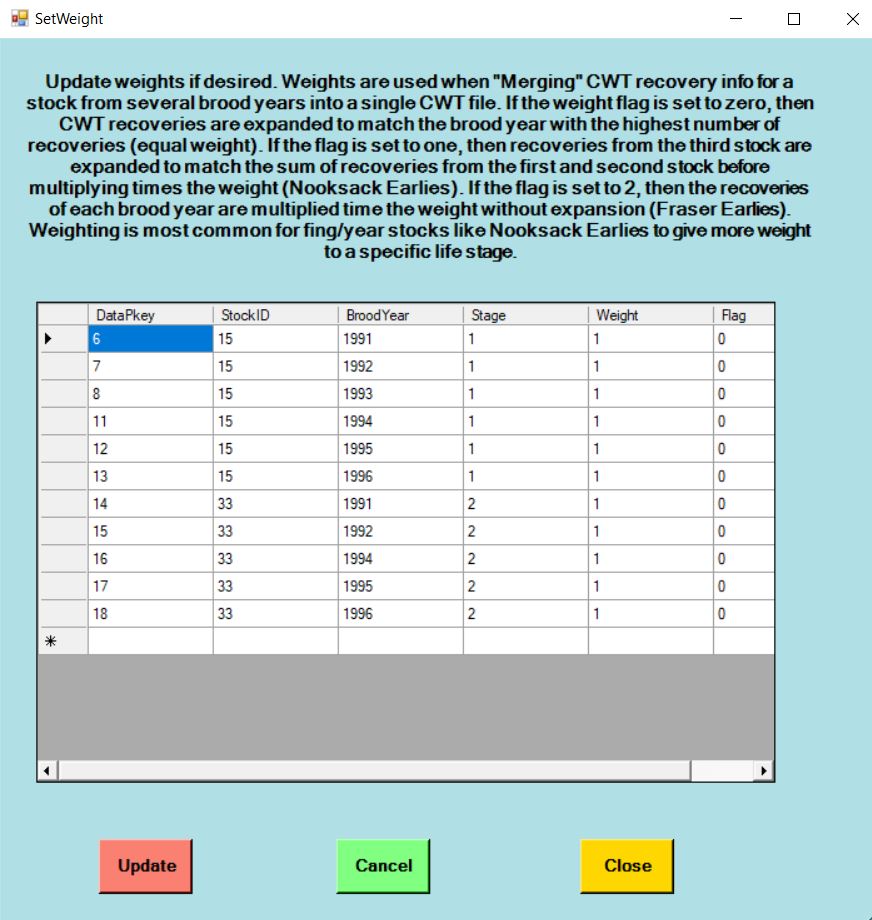 SetWeight
Update weights if desired. Weights are used when "Merging" CWT recovery info for a
stock from several brood years into a single CWT file. If the weight flag is set to zero, then
CWT recoveries are expanded to match the brood year with the highest number of
recoveries (equal weight). If the flag is set to one, then recoveries from the third stock are
expanded to match the sum of recoveries from the first and second stock before
multiplying times the weight (Nooksack Earlies). If the flag is set to 2, then the recoveries
of each brood year are multiplied time the weight without expansion (Fraser Earlies).
Weighting is most common for fing/year stocks like Nooksack Earlies to give more weight
to a specific life stage.
DataPkey StockID BroodYear Stage Weight Flag
6 15 1991 1 1 0
7 15 1992 1 1 0
8 15 1993 1 1 0
11 15 1994 1 1 0
12 15 1995 1 1 0
13 15 1996 1 1 0
14 33 1991 2 1 0
15 33 1992 2 1 0
16 33 1994 2 1 0
17 33 1995 2 1 0
18 33 1996 2 1 0
Update Cancel Close